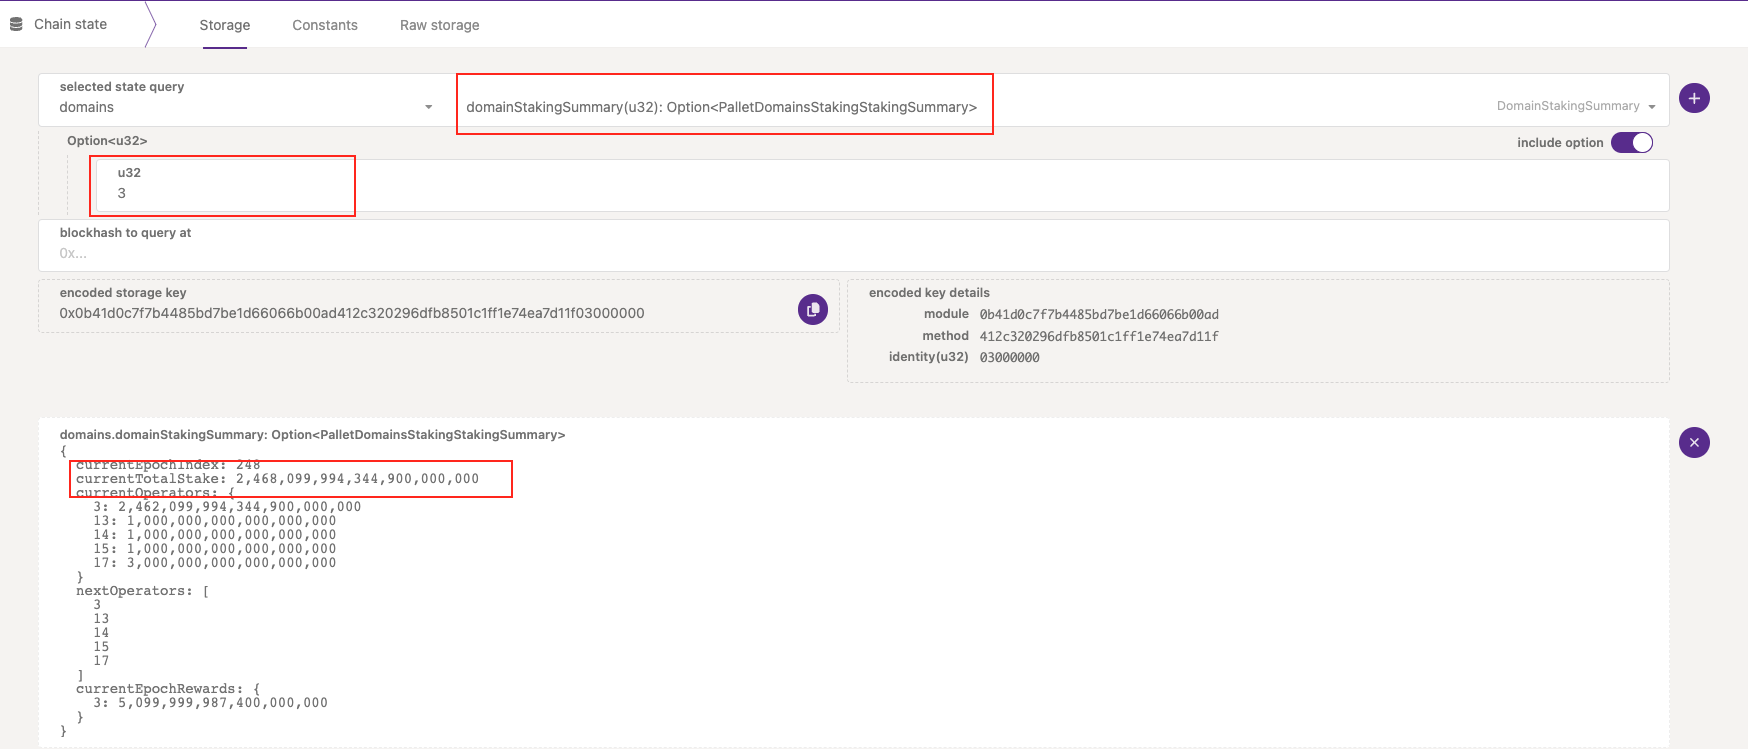 Chain state
Storage
Constants
Raw storage
selected state query
domains
domainStakingSummary(u32): Option<PalletDomainsStakingStakingSummary>
DomainStakingSummary
Option<u32>
include option
u32
3
blockhash to query at
0x...
encoded storage key
0x0b41d0c7f7b4485bd7be1d66066b00ad412c320296dfb8501c1ff1e74ea7d11f03000000
encoded key details
module 0b41d0c7f7b4485bd7be1d66066b00ad
method 412c320296dfb8501c1ff1e74ea7d11f
identity(u32) 03000000
domains.domainStakingSummary: Option<PalletDomainsStakingStakingSummary>
{
currentEpochIndex: 248
currentTotalStake: 2,468,099,994,344,900,000,000
currentOperators: {
3: 2,462,099,994,344,900,000,000
13: 1,000,000,000,000,000,000
14: 1,000,000,000,000,000,000
15: 1,000,000,000,000,000,000
17: 3,000,000,000,000,000,000
}
nextOperators: [
3
13
14
15
17
]
currentEpochRewards: {
3: 5,099,999,987,400,000,000
}
}